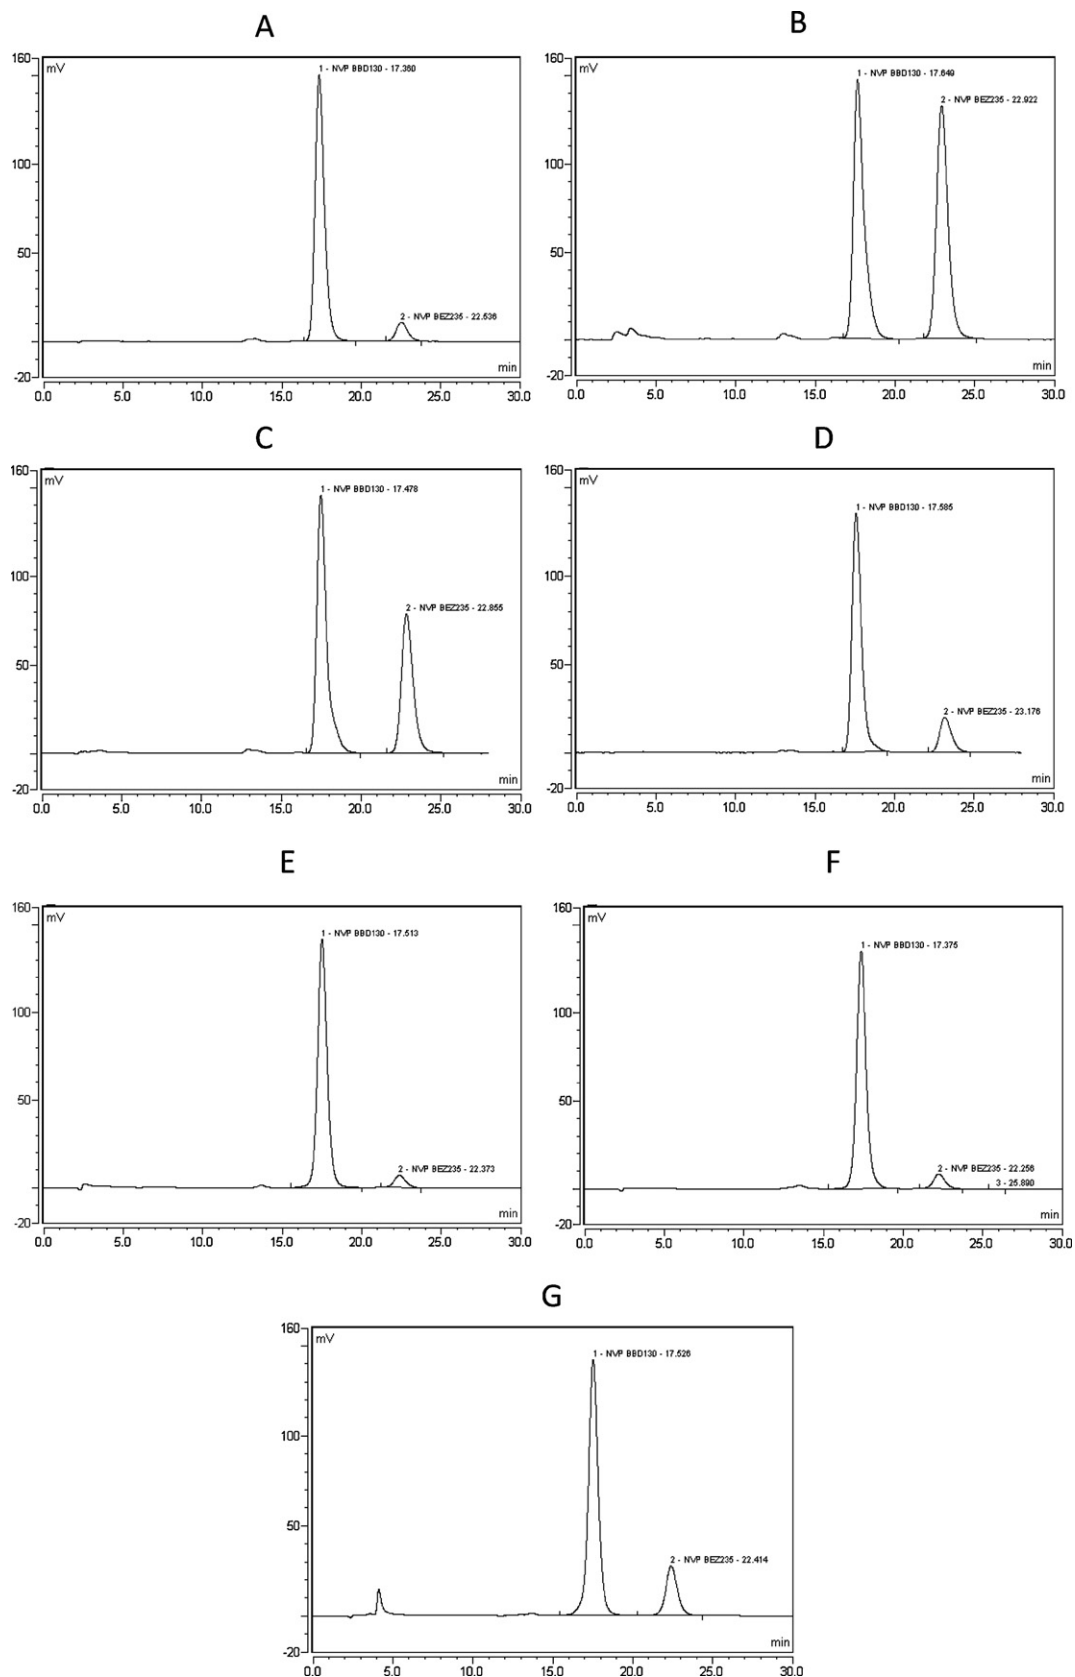 A
160
mV
1 - NVP BBD130 - 17.360
100
50
2 - NVP BEZ235 - 22.536
min
-20
0.0 5.0 10.0 15.0 20.0 25.0 30.0
B
160
mV
1 - NVP BBD130 - 17.649
2 - NVP BEZ235 - 22.922
100
50
min
-20
0.0 5.0 10.0 15.0 20.0 25.0 30.0
C
160
mV
1 - NVP BBD130 - 17.478
100
2 - NVP BEZ235 - 22.855
50
min
-20
0.0 5.0 10.0 15.0 20.0 25.0 30.0
D
160
mV
1 - NVP BBD130 - 17.585
100
50
2 - NVP BEZ235 - 23.176
min
-20
0.0 5.0 10.0 15.0 20.0 25.0 30.0
E
160
mV
1 - NVP BBD130 - 17.513
100
50
2 - NVP BEZ235 - 22.373
min
-20
0.0 5.0 10.0 15.0 20.0 25.0 30.0
F
160
mV
1 - NVP BBD130 - 17.375
100
50
2 - NVP BEZ235 - 22.256
3 - 25.890
min
-20
0.0 5.0 10.0 15.0 20.0 25.0 30.0
G
160
mV
1 - NVP BBD130 - 17.526
100
50
2 - NVP BEZ235 - 22.414
min
-20
0.0 5.0 10.0 15.0 20.0 25.0 30.0